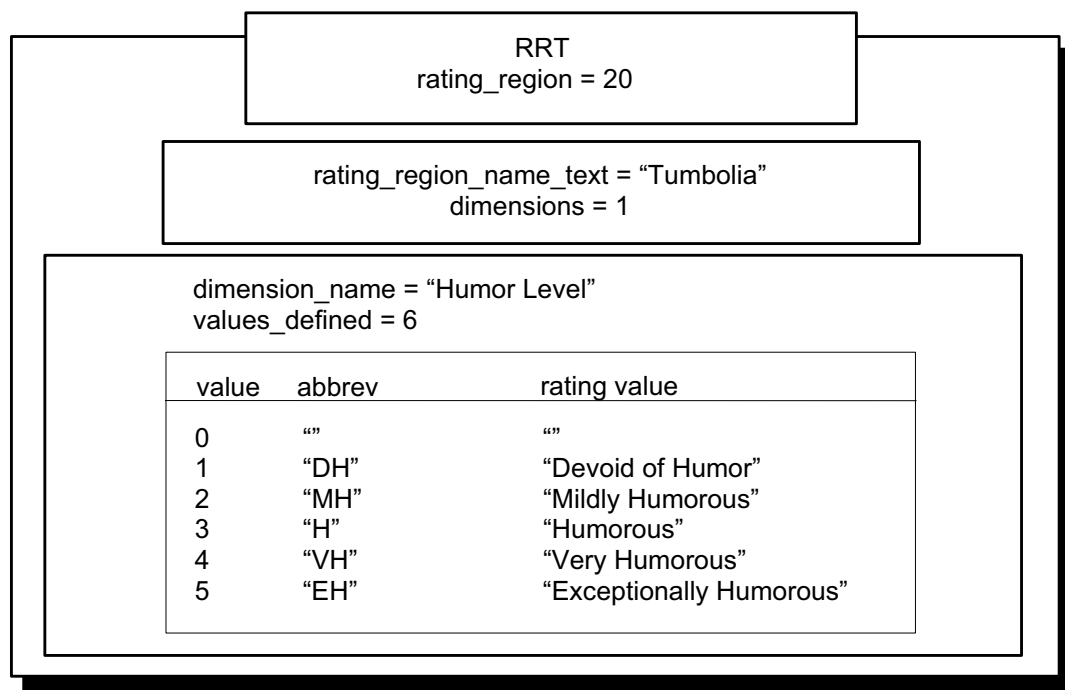 RRT
rating_region = 20
rating_region_name_text = “Tumbolia”
dimensions = 1
dimension_name = “Humor Level”
values_defined = 6
value abbrev rating value
0 “” “”
1 “DH” “Devoid of Humor”
2 “MH” “Mildly Humorous”
3 “H” “Humorous”
4 “VH” “Very Humorous”
5 “EH” “Exceptionally Humorous”